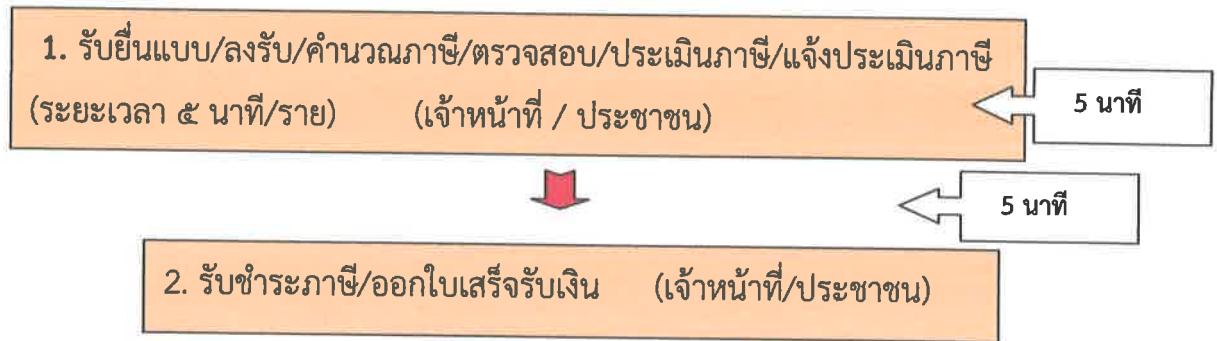 1. รับยื่นแบบ/ลงรับ/คำนวณภาษี/ตรวจสอบ/ประเมินภาษี/แจ้งประเมินภาษี
(ระยะเวลา ๕ นาที/ราย) (เจ้าหน้าที่ / ประชาชน)
5 นาที
5 นาที
2. รับชำระภาษี/ออกใบเสร็จรับเงิน (เจ้าหน้าที่/ประชาชน)